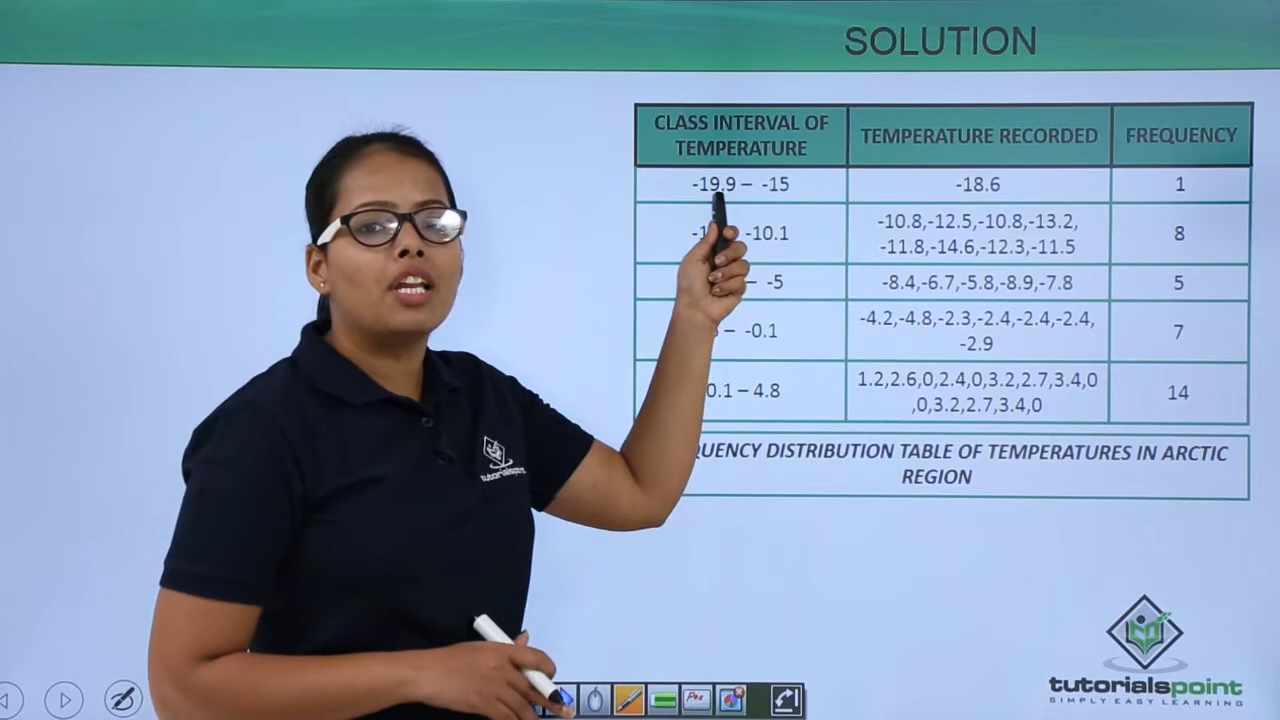 SOLUTION
CLASS INTERVAL OF
TEMPERATURE
TEMPERATURE RECORDED
FREQUENCY
-19.9 – -15
-18.6
1
-10.1
-10.8,-12.5,-10.8,-13.2,
-11.8,-14.6,-12.3,-11.5
8
– -5
-8.4,-6.7,-5.8,-8.9,-7.8
5
– -0.1
-4.2,-4.8,-2.3,-2.4,-2.4,-2.4,
-2.9
7
0.1 – 4.8
1.2,2.6,0,2.4,0,3.2,2.7,3.4,0
,0,3.2,2.7,3.4,0
14
DISTRIBUTION TABLE OF TEMPERATURES IN ARCTIC
REGION
tutorialspoint
tutorialspoint
SIMPLY EASY LEARNING